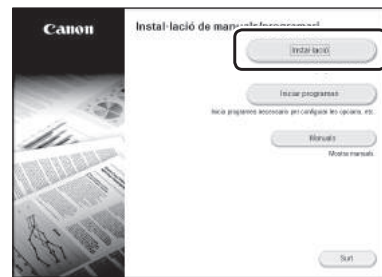 Canon
Instal·lació de manuals/programari
Instal·lació
Iniciar programes
Inicia programes necessaris per configurar les opcions, etc.
Manuals
Mostra manuals.
Surt